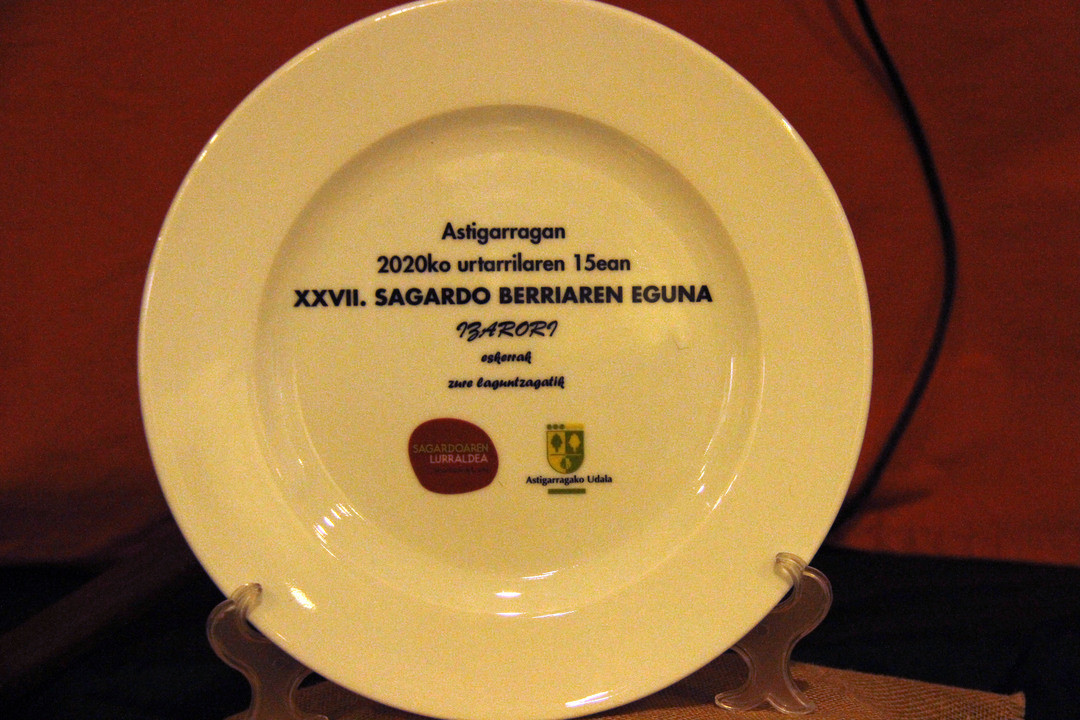 Astigarragan
2020ko urtarrilaren 15ean
XXVII. SAGARDO BERRIAREN EGUNA
IZARORI
eskerrak
zure laguntzagatik
SAGARDOAREN
LURRALDEA
Astigarragako Udala